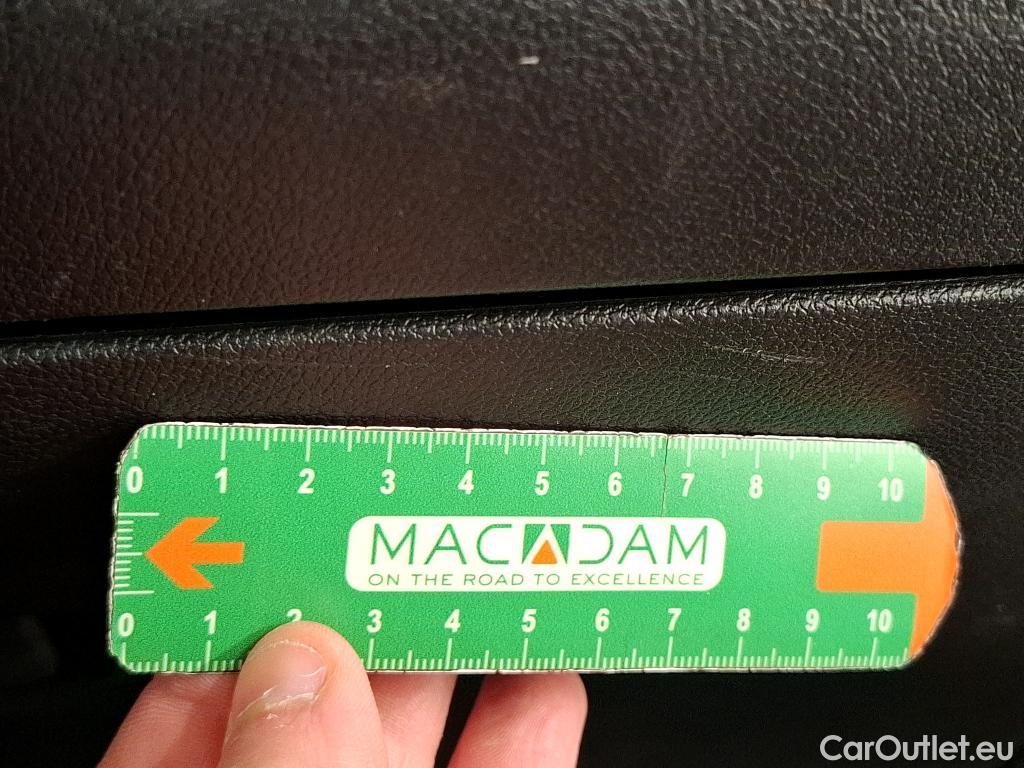 0 1 2 3 4 5 6 7 8 9 10
MACADAM
ON THE ROAD TO EXCELLENCE
0 1 2 3 4 5 6 7 8 9 10
CarOutlet.eu